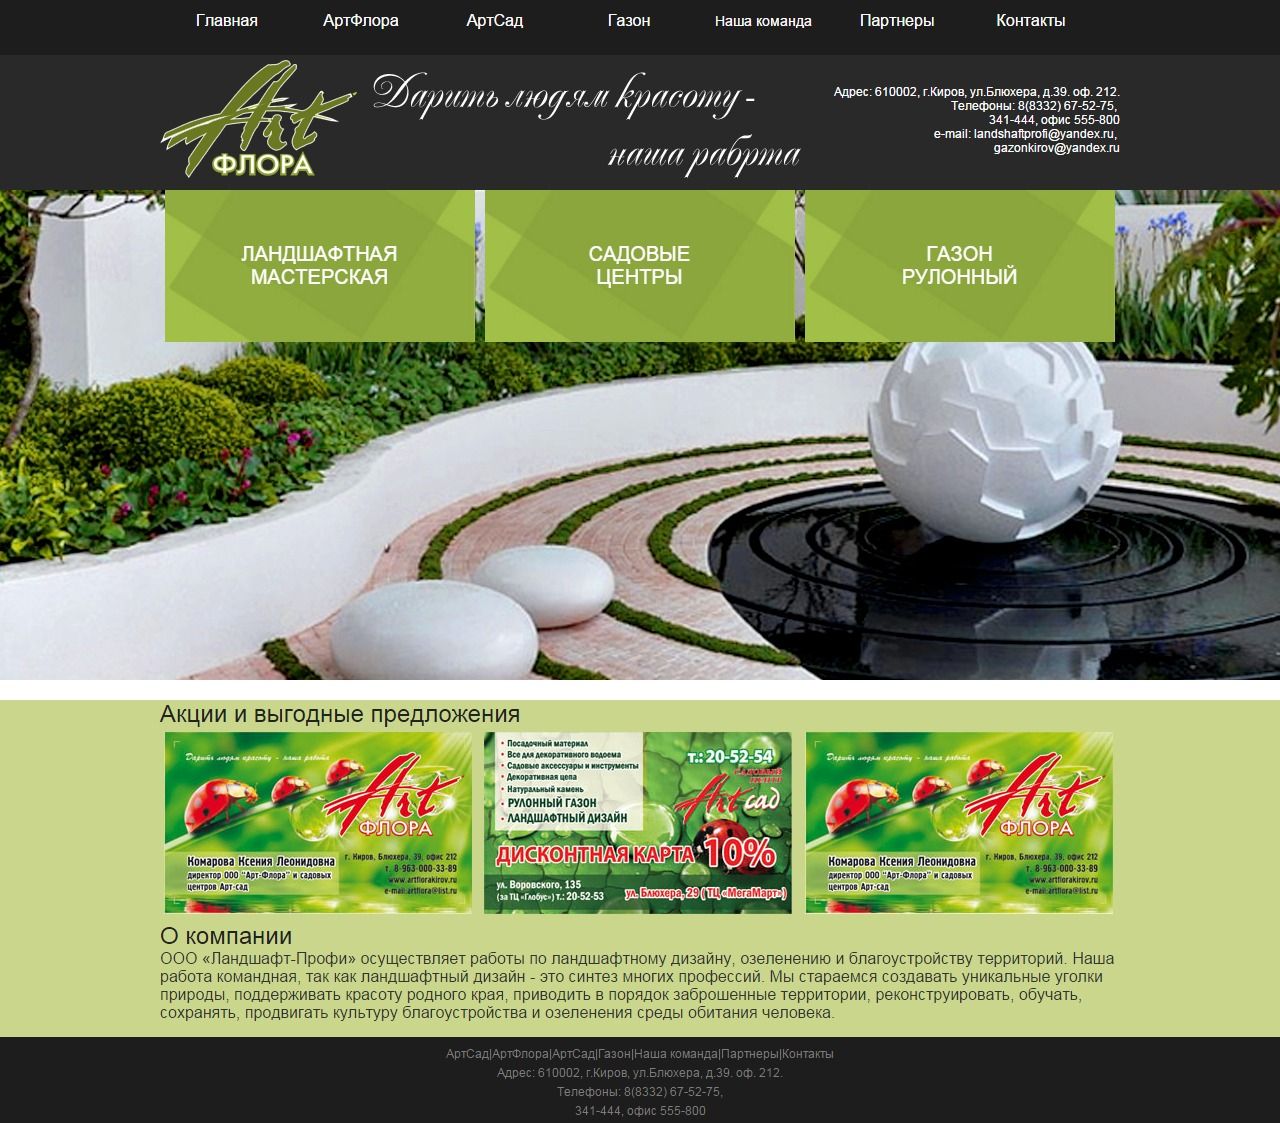 Главная АртФлора АртСад Газон Наша команда Партнеры Контакты
Art
ФЛОРА
Дарить людям красоту -
наша рабрта
Адрес: 610002, г.Киров, ул.Блюхера, д.39. оф. 212.
Телефоны: 8(8332) 67-52-75,
341-444, офис 555-800
e-mail: landshaftprofi@yandex.ru,
gazonkirov@yandex.ru
ЛАНДШАФТНАЯ
МАСТЕРСКАЯ
САДОВЫЕ
ЦЕНТРЫ
ГАЗОН
РУЛОННЫЙ
Акции и выгодные предложения
Дарить людям красоту - наша работа
Art
ФЛОРА
Комарова Ксения Леонидовна
директор ООО "Арт-Флора" и садовых
центров Арт-сад
г. Киров, Блюхера, 39, офис 212
т. 8-963-000-33-89
www.artflorakirov.ru
e-mail:artflora@list.ru
• Посадочный материал
• Все для декоративного водоема
• Садовые аксессуары и инструменты
• Декоративная щепа
• Натуральный камень
• РУЛОННЫЙ ГАЗОН
• ЛАНДШАФТНЫЙ ДИЗАЙН
т.: 20-52-54
САДОВЫЙ
ЦЕНТР
Art сад
ДИСКОНТНАЯ КАРТА 10%
ул. Воровского, 135
(за ТЦ «Глобус») т.: 20-52-53
ул. Блюхера, 29 ( ТЦ «МегаМарт»)
Дарить людям красоту - наша работа
Art
ФЛОРА
Комарова Ксения Леонидовна
директор ООО "Арт-Флора" и садовых
центров Арт-сад
г. Киров, Блюхера, 39, офис 212
т. 8-963-000-33-89
www.artflorakirov.ru
e-mail:artflora@list.ru
О компании
ООО «Ландшафт-Профи» осуществляет работы по ландшафтному дизайну, озеленению и благоустройству территорий. Наша
работа командная, так как ландшафтный дизайн - это синтез многих профессий. Мы стараемся создавать уникальные уголки
природы, поддерживать красоту родного края, приводить в порядок заброшенные территории, реконструировать, обучать,
сохранять, продвигать культуру благоустройства и озеленения среды обитания человека.
АртСад|АртФлора|АртСад|Газон|Наша команда|Партнеры|Контакты
Адрес: 610002, г.Киров, ул.Блюхера, д.39. оф. 212.
Телефоны: 8(8332) 67-52-75,
341-444, офис 555-800